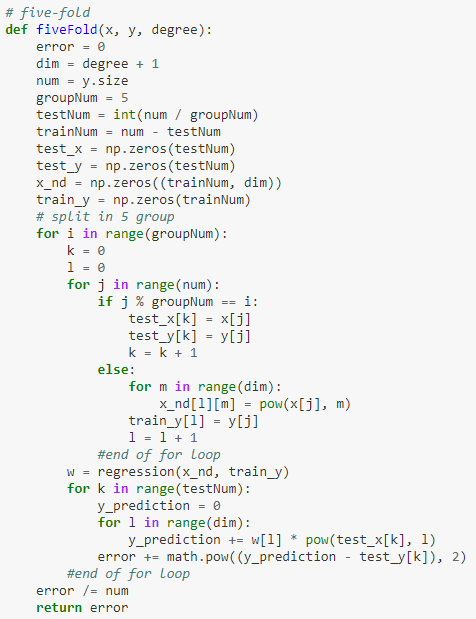 # five-fold
def fiveFold(x, y, degree):
    error = 0
    dim = degree + 1
    num = y.size
    groupNum = 5
    testNum = int(num / groupNum)
    trainNum = num - testNum
    test_x = np.zeros(testNum)
    test_y = np.zeros(testNum)
    x_nd = np.zeros((trainNum, dim))
    train_y = np.zeros(trainNum)
    # split in 5 group
    for i in range(groupNum):
        k = 0
        l = 0
        for j in range(num):
            if j % groupNum == i:
                test_x[k] = x[j]
                test_y[k] = y[j]
                k = k + 1
            else:
                for m in range(dim):
                    x_nd[l][m] = pow(x[j], m)
                train_y[l] = y[j]
                l = l + 1
            #end of for loop
        w = regression(x_nd, train_y)
        for k in range(testNum):
            y_prediction = 0
            for l in range(dim):
                y_prediction += w[l] * pow(test_x[k], l)
            error += math.pow((y_prediction - test_y[k]), 2)
        #end of for loop
    error /= num
    return error